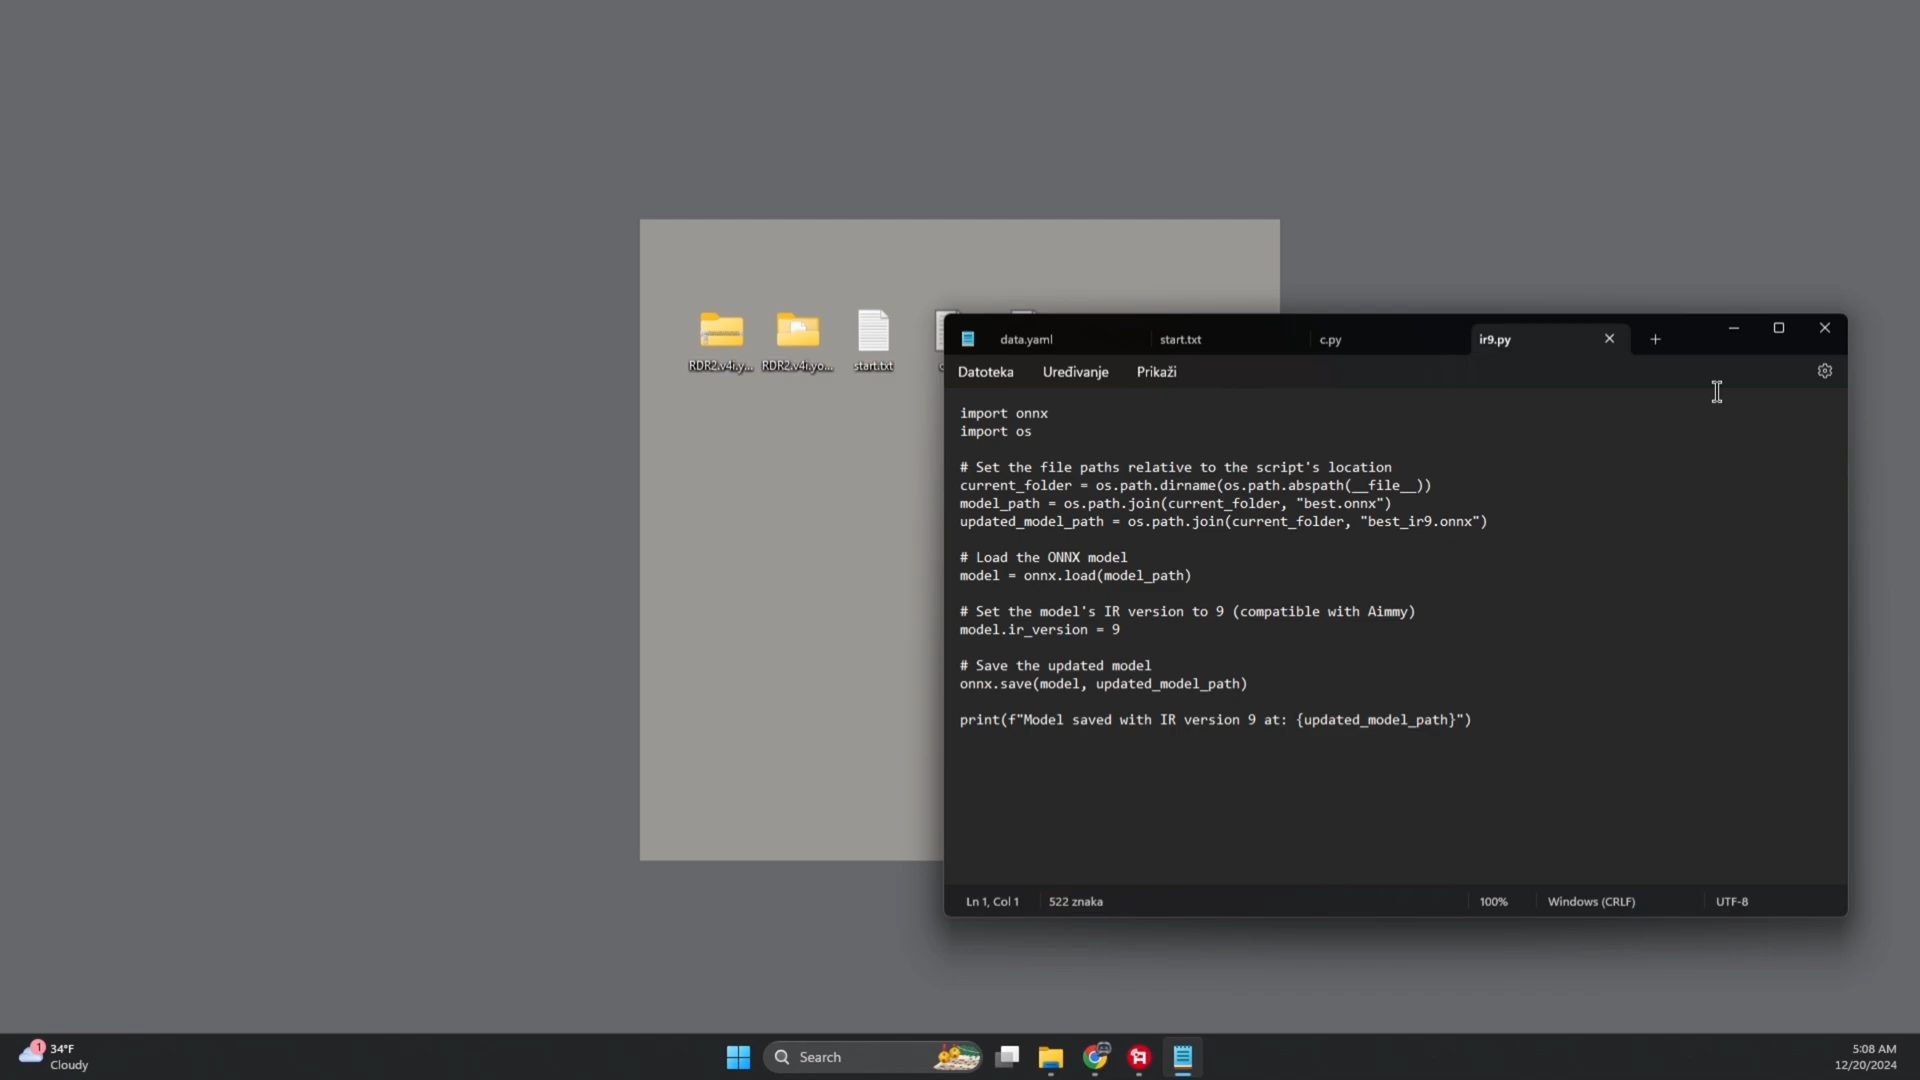 RDR2.v4i.y...
RDR2.v4i.yo...
start.txt
data.yaml
start.txt
c.py
ir9.py
Datoteka
Uređivanje
Prikaži
import onnx
import os
# Set the file paths relative to the script's location
current_folder = os.path.dirname(os.path.abspath(__file__))
model_path = os.path.join(current_folder, "best.onnx")
updated_model_path = os.path.join(current_folder, "best_ir9.onnx")
# Load the ONNX model
model = onnx.load(model_path)
# Set the model's IR version to 9 (compatible with Aimmy)
model.ir_version = 9
# Save the updated model
onnx.save(model, updated_model_path)
print(f"Model saved with IR version 9 at: {updated_model_path}")
Ln 1, Col 1
522 znaka
100%
Windows (CRLF)
UTF-8
1
34°F
Cloudy
Search
5:08 AM
12/20/2024